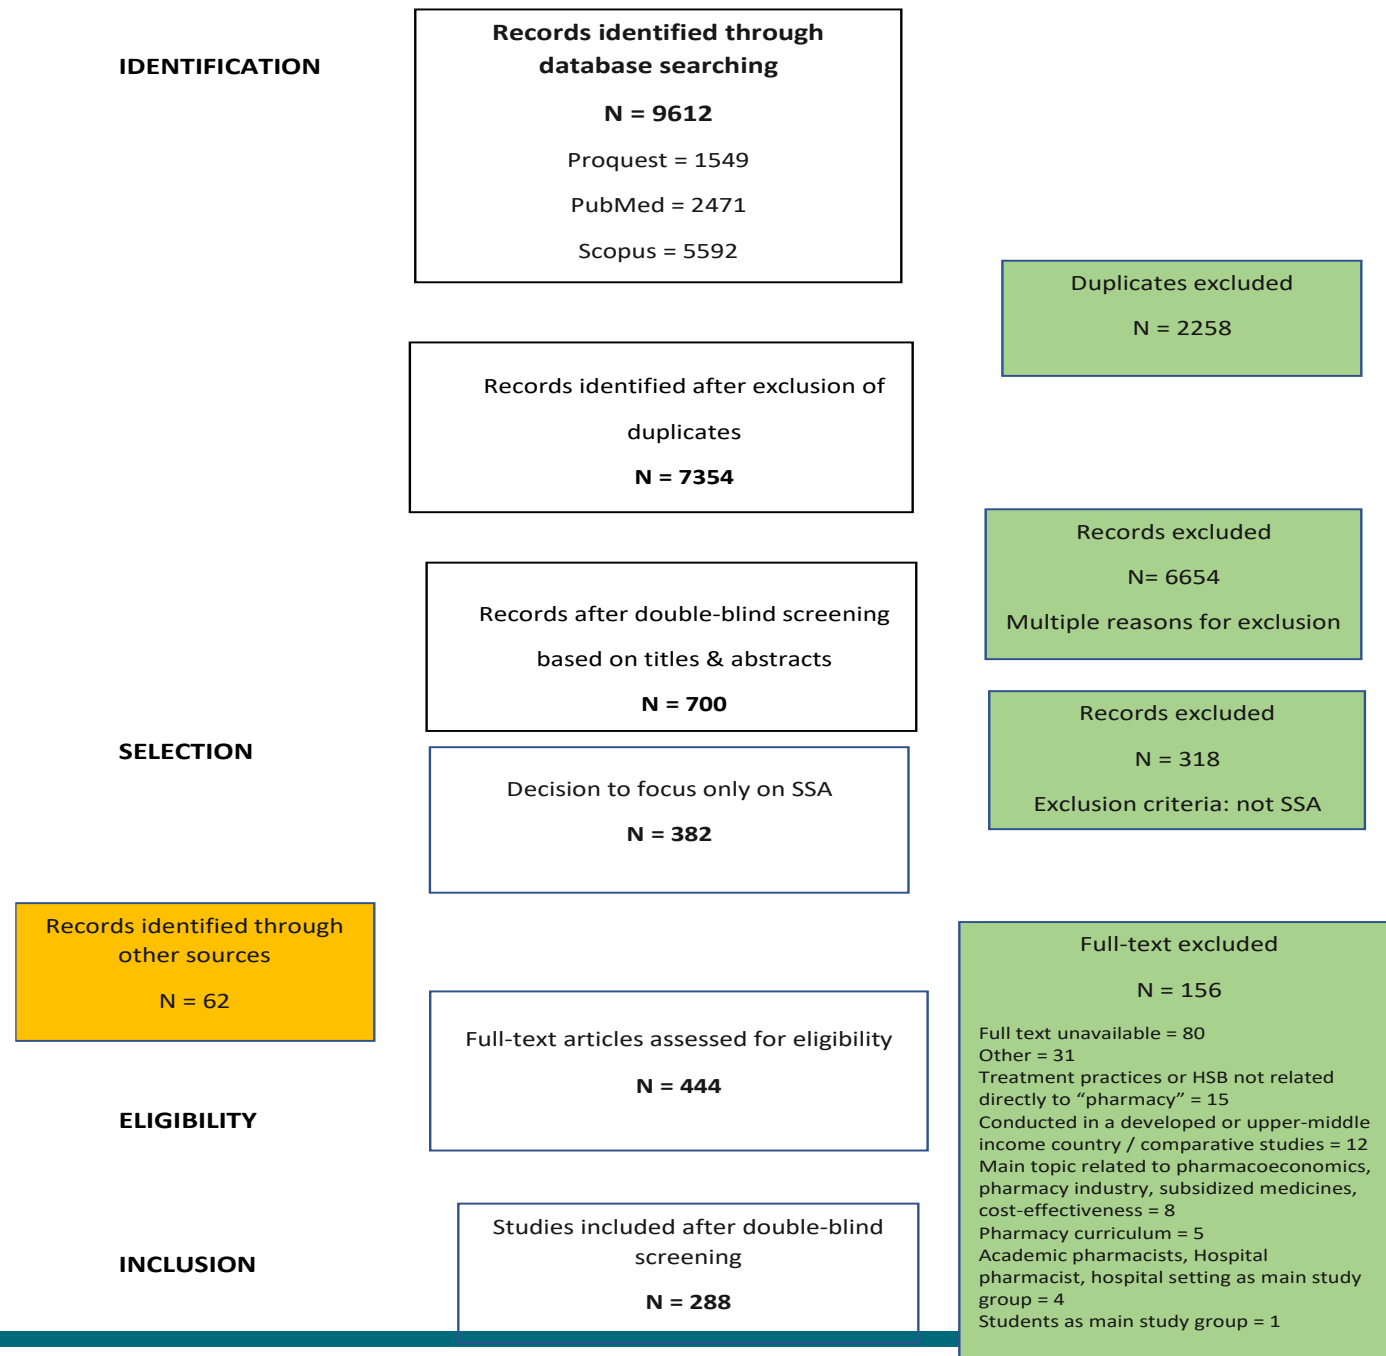 IDENTIFICATION
Records identified through
database searching
N = 9612
Proquest = 1549
PubMed = 2471
Scopus = 5592
Duplicates excluded
N = 2258
Records identified after exclusion of
duplicates
N = 7354
Records excluded
N= 6654
Multiple reasons for exclusion
Records after double-blind screening
based on titles & abstracts
N = 700
SELECTION
Records excluded
N = 318
Exclusion criteria: not SSA
Decision to focus only on SSA
N = 382
Records identified through
other sources
N = 62
Full-text articles assessed for eligibility
N = 444
ELIGIBILITY
Full-text excluded
N = 156
Full text unavailable = 80
Other = 31
Treatment practices or HSB not related
directly to “pharmacy” = 15
Conducted in a developed or upper-middle
income country / comparative studies = 12
Main topic related to pharmacoeconomics,
pharmacy industry, subsidized medicines,
cost-effectiveness = 8
Pharmacy curriculum = 5
Academic pharmacists, Hospital
pharmacist, hospital setting as main study
group = 4
Students as main study group = 1
INCLUSION
Studies included after double-blind
screening
N = 288